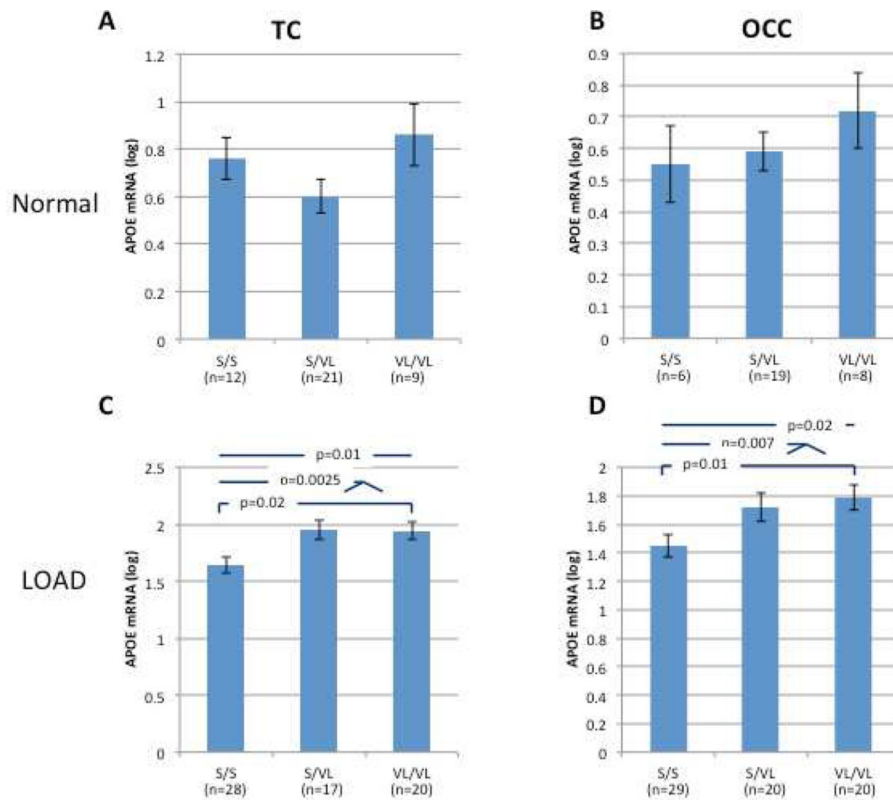 A
TC
APOE mRNA (log)
1.2
1
0.8
0.6
0.4
0.2
0
S/S S/VL VL/VL
(n=12) (n=21) (n=9)
B
OCC
APOE mRNA (log)
0.9
0.8
0.7
0.6
0.5
0.4
0.3
0.2
0.1
0
S/S S/VL VL/VL
(n=6) (n=19) (n=8)
Normal
C
p=0.01
n=0.0025
p=0.02
APOE mRNA (log)
2.5
2
1.5
1
0.5
0
S/S S/VL VL/VL
(n=28) (n=17) (n=20)
D
p=0.02
n=0.007
p=0.01
APOE mRNA (log)
2
1.8
1.6
1.4
1.2
1
0.8
0.6
0.4
0.2
0
S/S S/VL VL/VL
(n=29) (n=20) (n=20)
LOAD